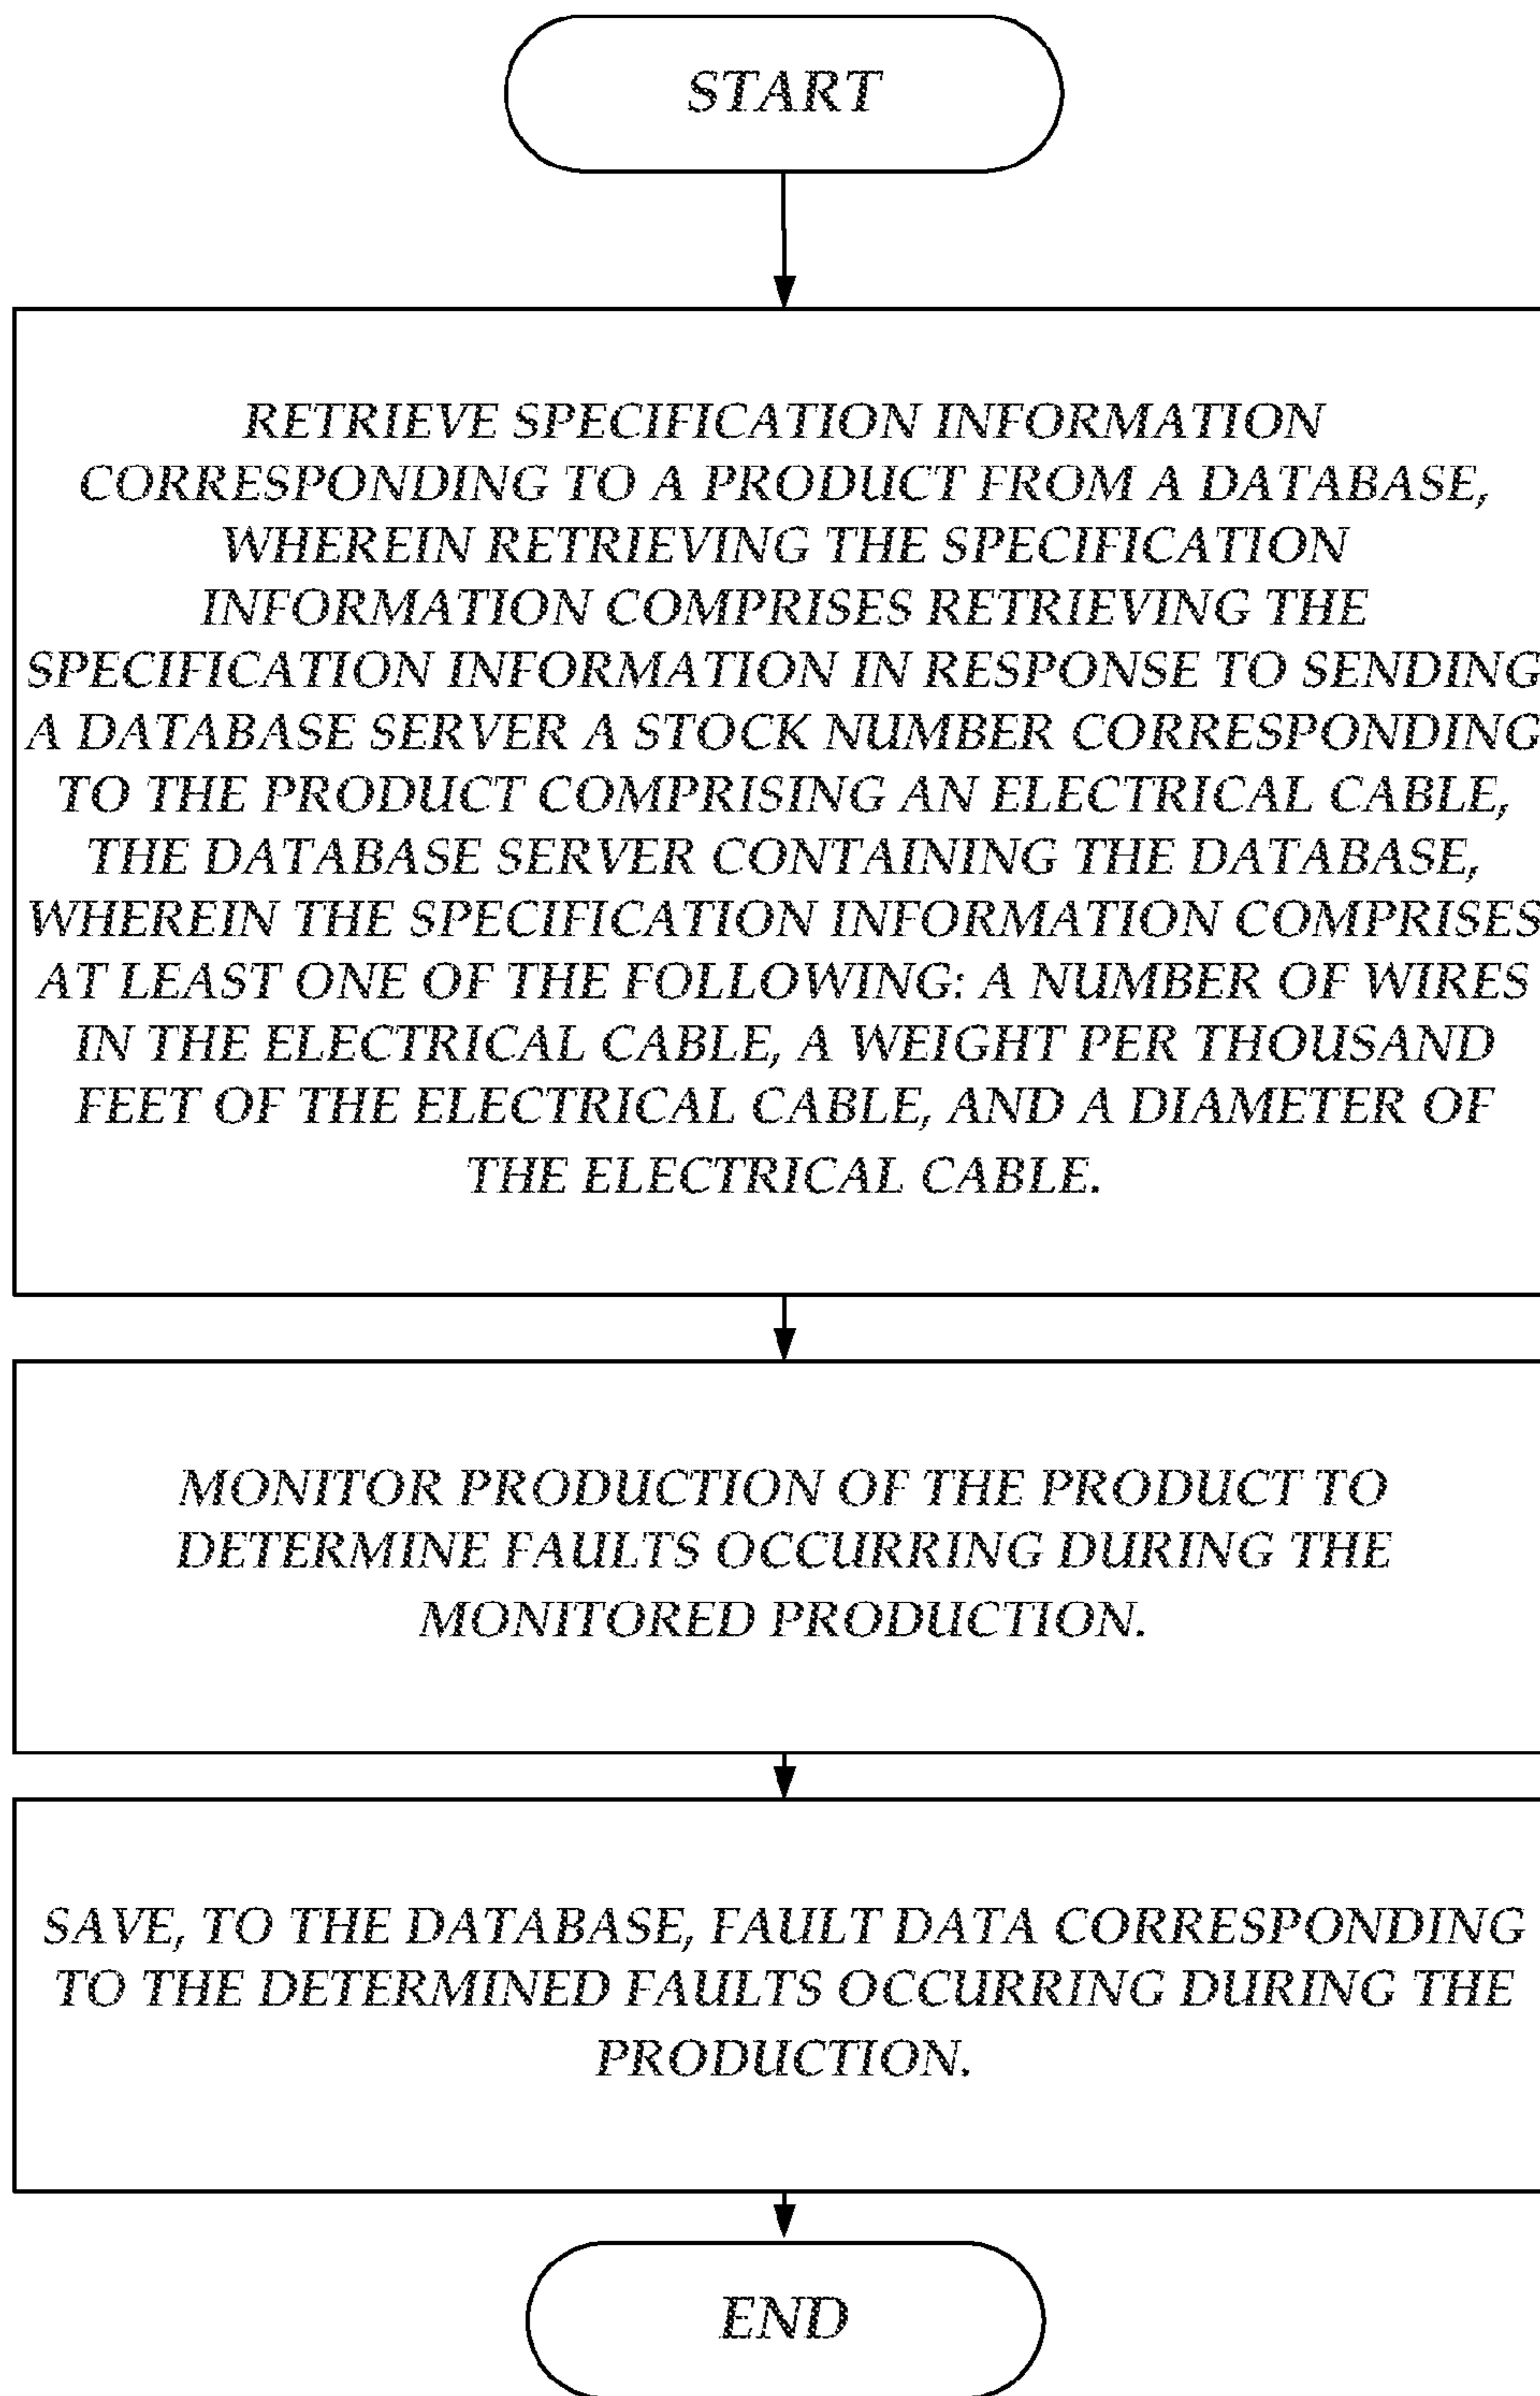 START
RETRIEVE SPECIFICATION INFORMATION
CORRESPONDING TO A PRODUCT FROM A DATABASE,
WHEREIN RETRIEVING THE SPECIFICATION
INFORMATION COMPRISES RETRIEVING THE
SPECIFICATION INFORMATION IN RESPONSE TO SENDING
A DATABASE SERVER A STOCK NUMBER CORRESPONDING
TO THE PRODUCT COMPRISING AN ELECTRICAL CABLE,
THE DATABASE SERVER CONTAINING THE DATABASE,
WHEREIN THE SPECIFICATION INFORMATION COMPRISES
AT LEAST ONE OF THE FOLLOWING: A NUMBER OF WIRES
IN THE ELECTRICAL CABLE, A WEIGHT PER THOUSAND
FEET OF THE ELECTRICAL CABLE, AND A DIAMETER OF
THE ELECTRICAL CABLE.
MONITOR PRODUCTION OF THE PRODUCT TO
DETERMINE FAULTS OCCURRING DURING THE
MONITORED PRODUCTION.
SAVE, TO THE DATABASE, FAULT DATA CORRESPONDING
TO THE DETERMINED FAULTS OCCURRING DURING THE
PRODUCTION.
END